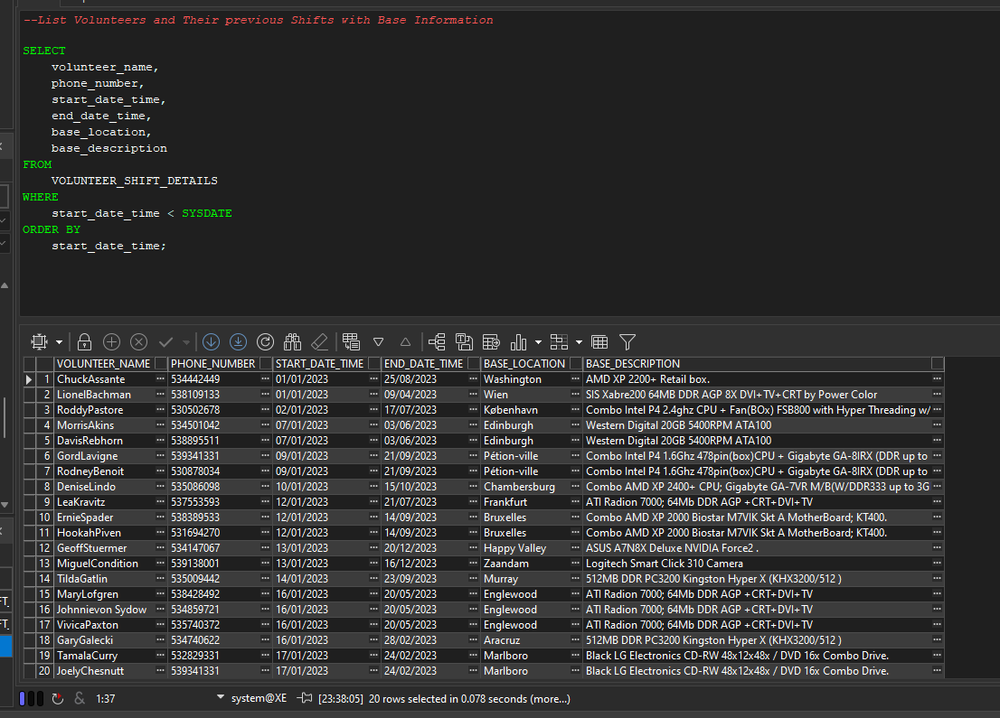 --List Volunteers and Their previous Shifts with Base Information
SELECT
volunteer_name,
phone_number,
start_date_time,
end_date_time,
base_location,
base_description
FROM
VOLUNTEER_SHIFT_DETAILS
WHERE
start_date_time < SYSDATE
ORDER BY
start_date_time;
VOLUNTEER_NAME PHONE_NUMBER START_DATE_TIME END_DATE_TIME BASE_LOCATION BASE_DESCRIPTION
1 ChuckAssante ··· 534442449 ··· 01/01/2023 ··· 25/08/2023 ··· Washington ··· AMD XP 2200+ Retail box. ···
2 LionelBachman ··· 538109133 ··· 01/01/2023 ··· 09/04/2023 ··· Wien ··· SIS Xabre200 64MB DDR AGP 8X DVI+TV+CRT by Power Color ···
3 RoddyPastore ··· 530502678 ··· 02/01/2023 ··· 17/07/2023 ··· København ··· Combo Intel P4 2.4ghz CPU + Fan(BOx) FSB800 with Hyper Threading w/ ···
4 MorrisAkins ··· 534501042 ··· 07/01/2023 ··· 03/06/2023 ··· Edinburgh ··· Western Digital 20GB 5400RPM ATA100 ···
5 DavisRebhorn ··· 538895511 ··· 07/01/2023 ··· 03/06/2023 ··· Edinburgh ··· Western Digital 20GB 5400RPM ATA100 ···
6 GordLavigne ··· 539341331 ··· 09/01/2023 ··· 21/09/2023 ··· Pétion-ville ··· Combo Intel P4 1.6Ghz 478pin(box)CPU + Gigabyte GA-8IRX (DDR up to ···
7 RodneyBenoit ··· 530878034 ··· 09/01/2023 ··· 21/09/2023 ··· Pétion-ville ··· Combo Intel P4 1.6Ghz 478pin(box)CPU + Gigabyte GA-8IRX (DDR up to ···
8 DeniseLindo ··· 535086098 ··· 10/01/2023 ··· 15/10/2023 ··· Chambersburg ··· Combo AMD XP 2400+ CPU; Gigabyte GA-7VR M/B(W/DDR333 up to 3G ···
9 LeaKravitz ··· 537553593 ··· 12/01/2023 ··· 21/07/2023 ··· Frankfurt ··· ATI Radion 7000; 64Mb DDR AGP +CRT+DVI+TV ···
10 ErnieSpader ··· 538389533 ··· 12/01/2023 ··· 14/09/2023 ··· Bruxelles ··· Combo AMD XP 2000 Biostar M7VIK Skt A MotherBoard; KT400. ···
11 HookahPiven ··· 531694270 ··· 12/01/2023 ··· 14/09/2023 ··· Bruxelles ··· Combo AMD XP 2000 Biostar M7VIK Skt A MotherBoard; KT400. ···
12 GeoffStuermer ··· 534147067 ··· 13/01/2023 ··· 20/12/2023 ··· Happy Valley ··· ASUS A7N8X Deluxe NVIDIA Force2 . ···
13 MiguelCondition ··· 539138001 ··· 13/01/2023 ··· 16/12/2023 ··· Zaandam ··· Logitech Smart Click 310 Camera ···
14 TildaGatlin ··· 535009442 ··· 14/01/2023 ··· 23/09/2023 ··· Murray ··· 512MB DDR PC3200 Kingston Hyper X (KHX3200/512 ) ···
15 MaryLofgren ··· 538428492 ··· 16/01/2023 ··· 20/05/2023 ··· Englewood ··· ATI Radion 7000; 64Mb DDR AGP +CRT+DVI+TV ···
16 Johnnievon Sydow ··· 534859721 ··· 16/01/2023 ··· 20/05/2023 ··· Englewood ··· ATI Radion 7000; 64Mb DDR AGP +CRT+DVI+TV ···
17 VivicaPaxton ··· 535740372 ··· 16/01/2023 ··· 20/05/2023 ··· Englewood ··· ATI Radion 7000; 64Mb DDR AGP +CRT+DVI+TV ···
18 GaryGalecki ··· 534740622 ··· 16/01/2023 ··· 28/02/2023 ··· Aracruz ··· 512MB DDR PC3200 Kingston Hyper X (KHX3200/512 ) ···
19 TamalaCurry ··· 532829331 ··· 17/01/2023 ··· 24/02/2023 ··· Marlboro ··· Black LG Electronics CD-RW 48x12x48x / DVD 16x Combo Drive. ···
20 JoelyChesnutt ··· 539341331 ··· 17/01/2023 ··· 24/02/2023 ··· Marlboro ··· Black LG Electronics CD-RW 48x12x48x / DVD 16x Combo Drive. ···
& 1:37 system@XE [23:38:05] 20 rows selected in 0.078 seconds (more...)